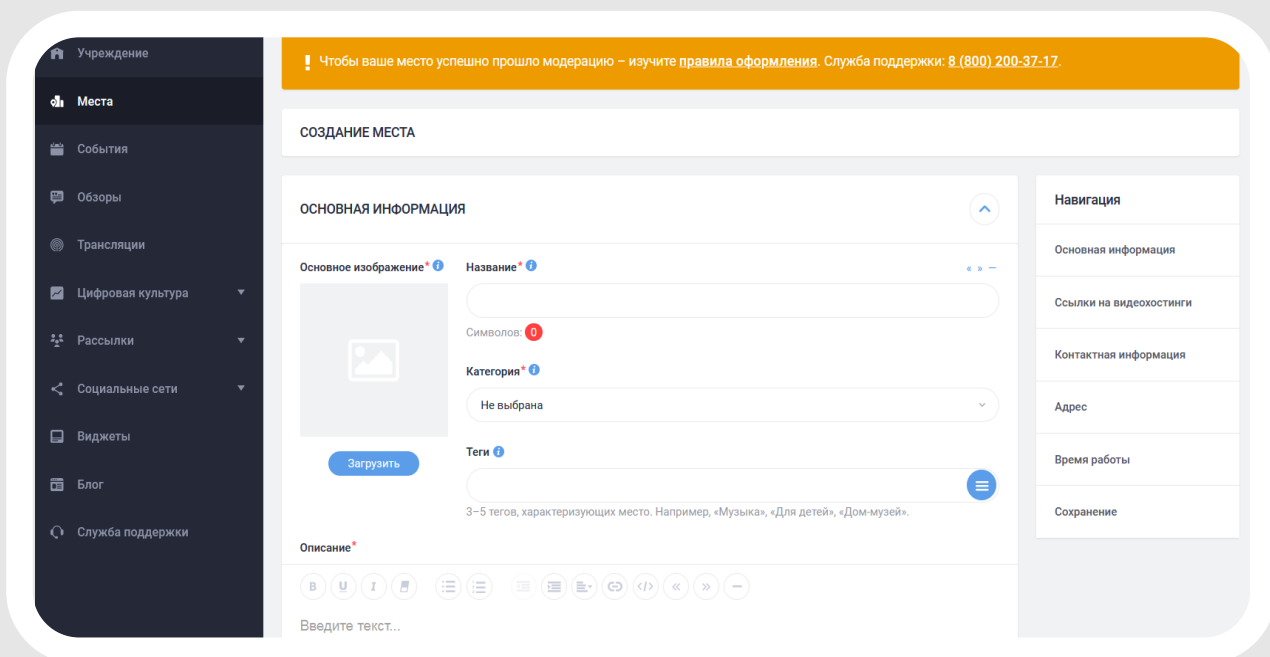 Учреждение
Места
События
Обзоры
Трансляции
Цифровая культура
Рассылки
Социальные сети
Виджеты
Блог
Служба поддержки
! Чтобы ваше место успешно прошло модерацию – изучите правила оформления. Служба поддержки: 8 (800) 200-37-17.
СОЗДАНИЕ МЕСТА
ОСНОВНАЯ ИНФОРМАЦИЯ
Основное изображение* i
Загрузить
Название* i
« » –
Символов: 0
Категория* i
Не выбрана
Теги i
3–5 тегов, характеризующих место. Например, «Музыка», «Для детей», «Дом-музей».
Описание*
B U I </> « » –
Введите текст...
Навигация
Основная информация
Ссылки на видеохостинги
Контактная информация
Адрес
Время работы
Сохранение